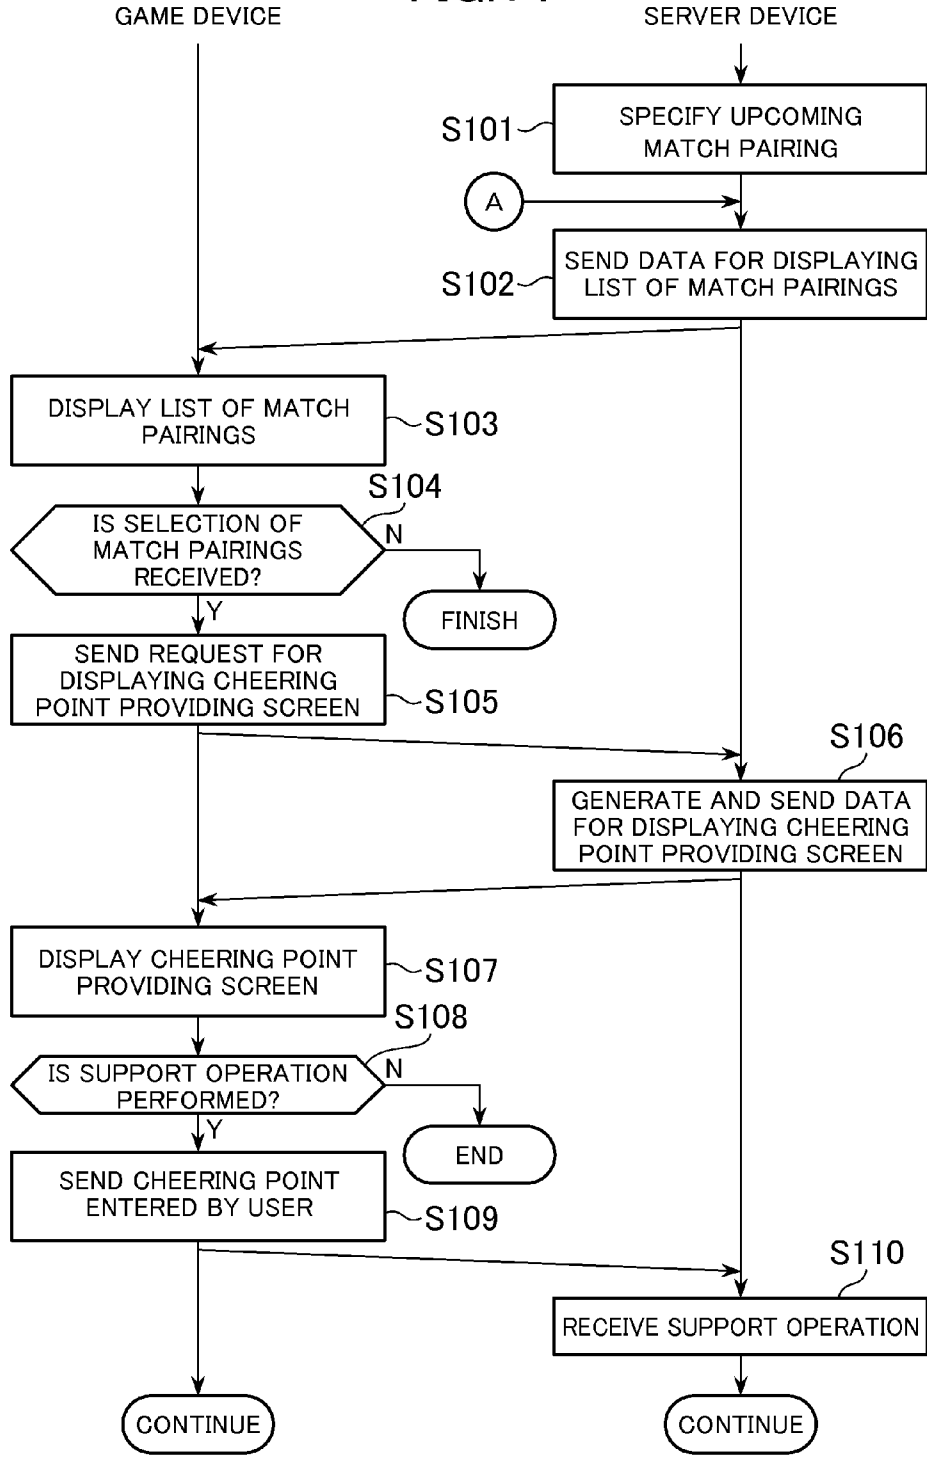 GAME DEVICE
SERVER DEVICE
S101
SPECIFY UPCOMING
MATCH PAIRING
A
S102
SEND DATA FOR DISPLAYING
LIST OF MATCH PAIRINGS
DISPLAY LIST OF MATCH
PAIRINGS
S103
S104
IS SELECTION OF
MATCH PAIRINGS
RECEIVED?
N
FINISH
Y
SEND REQUEST FOR
DISPLAYING CHEERING
POINT PROVIDING SCREEN
S105
S106
GENERATE AND SEND DATA
FOR DISPLAYING CHEERING
POINT PROVIDING SCREEN
DISPLAY CHEERING POINT
PROVIDING SCREEN
S107
S108
IS SUPPORT OPERATION
PERFORMED?
N
END
Y
SEND CHEERING POINT
ENTERED BY USER
S109
S110
RECEIVE SUPPORT OPERATION
CONTINUE
CONTINUE